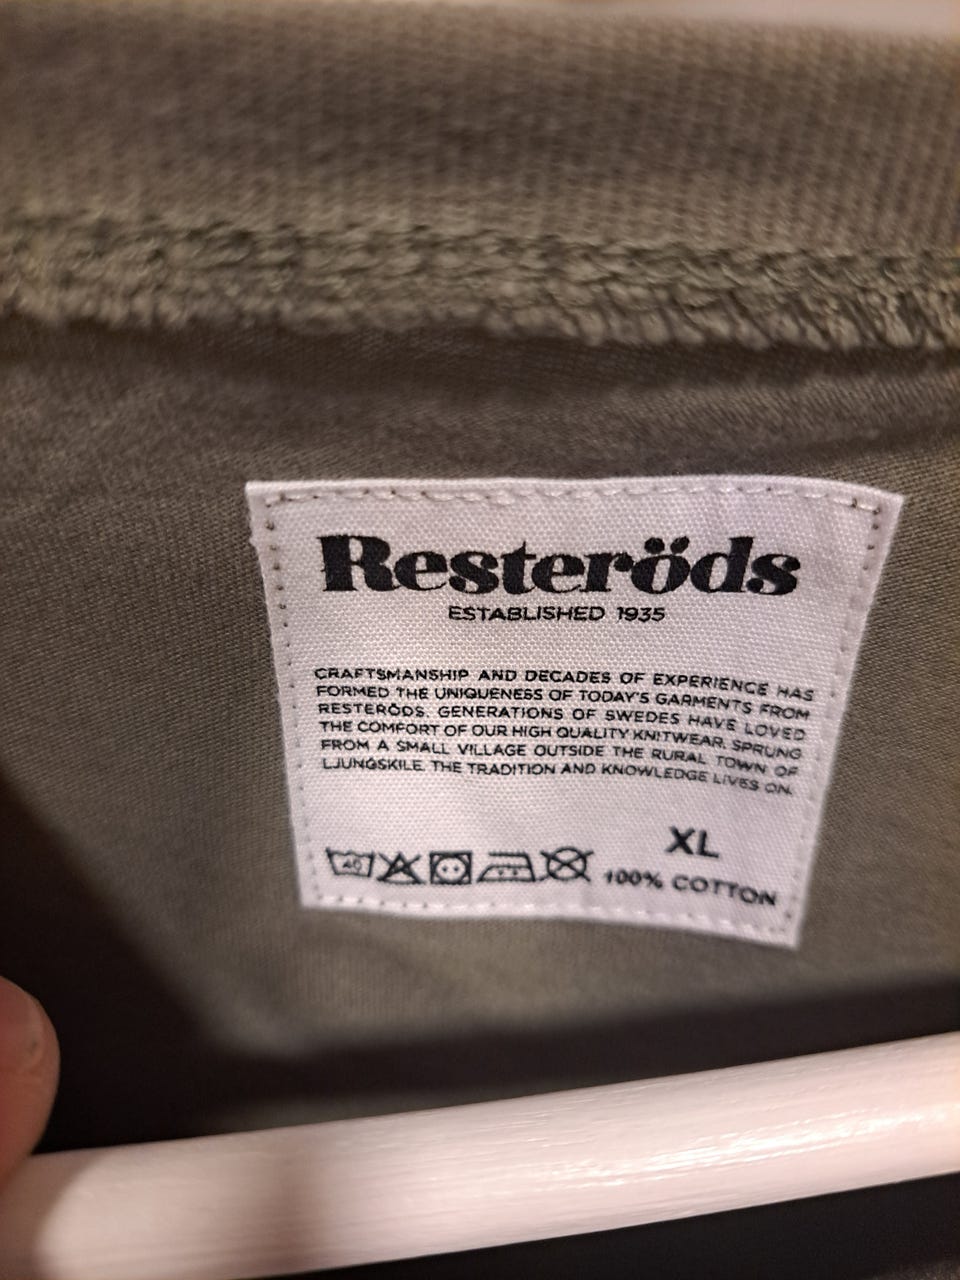 Resteröds
ESTABLISHED 1935
CRAFTSMANSHIP AND DECADES OF EXPERIENCE HAS
FORMED THE UNIQUENESS OF TODAY'S GARMENTS FROM
RESTERÖDS. GENERATIONS OF SWEDES HAVE LOVED
THE COMFORT OF OUR HIGH QUALITY KNITWEAR. SPRUNG
FROM A SMALL VILLAGE OUTSIDE THE RURAL TOWN OF
LJUNGSKILE. THE TRADITION AND KNOWLEDGE LIVES ON.
XL
40
100% COTTON